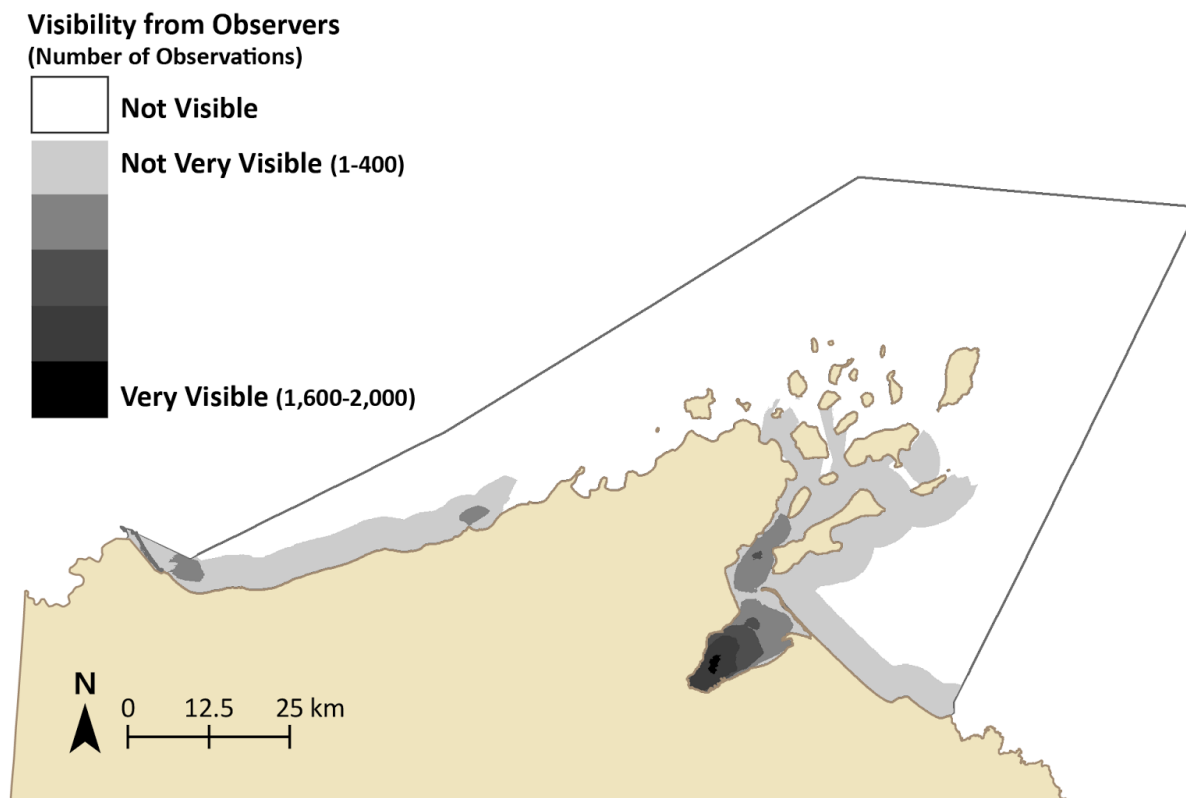 Visibility from Observers
(Number of Observations)
Not Visible
Not Very Visible (1-400)
Very Visible (1,600-2,000)
N
0 12.5 25 km